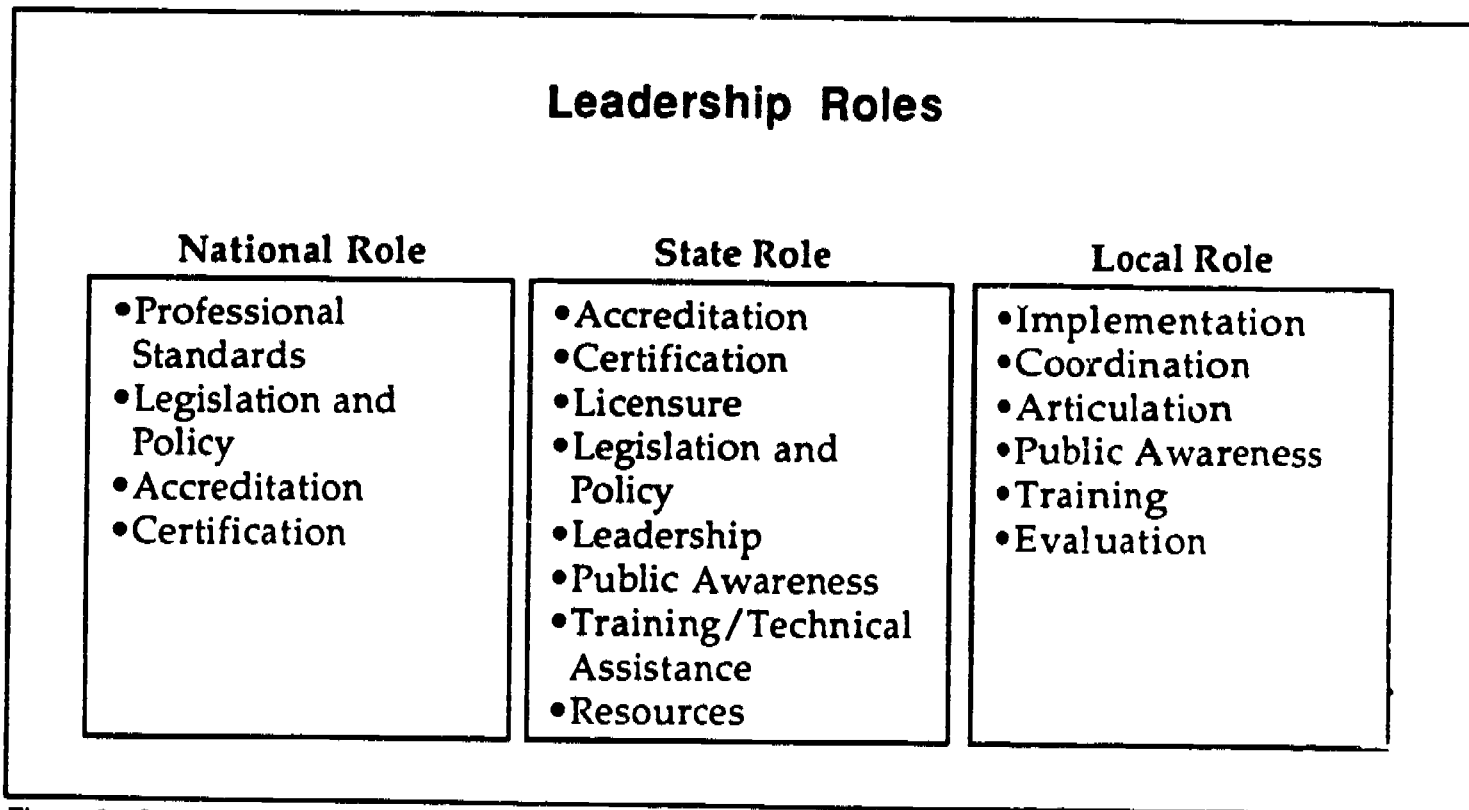 Leadership Roles
National Role
•Professional
Standards
•Legislation and
Policy
•Accreditation
•Certification
State Role
•Accreditation
•Certification
•Licensure
•Legislation and
Policy
•Leadership
•Public Awareness
•Training/Technical
Assistance
•Resources
Local Role
•Implementation
•Coordination
•Articulation
•Public Awareness
•Training
•Evaluation